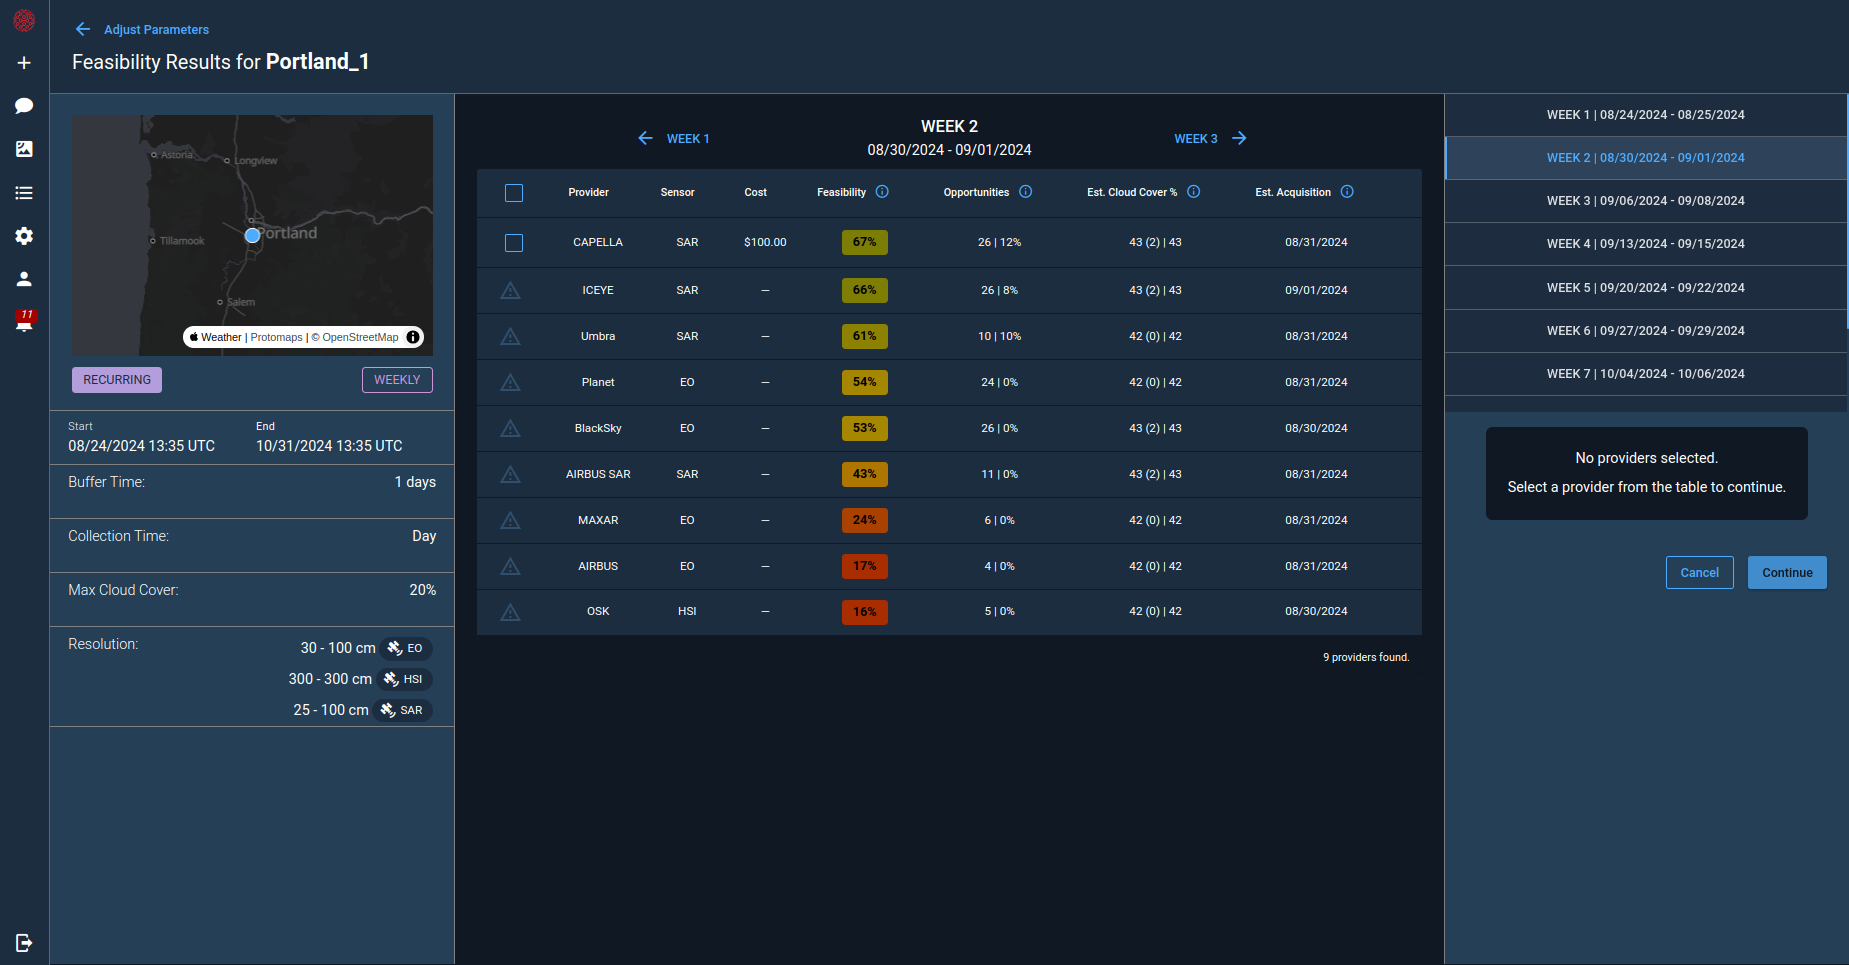 Adjust Parameters
Feasibility Results for Portland_1
11
Astoria
Longview
Portland
Tillamook
Salem
Weather | Protomaps | © OpenStreetMap
RECURRING WEEKLY
Start End
08/24/2024 13:35 UTC 10/31/2024 13:35 UTC
Buffer Time: 1 days
Collection Time: Day
Max Cloud Cover: 20%
Resolution: 30 - 100 cm EO
300 - 300 cm HSI
25 - 100 cm SAR
WEEK 1
WEEK 2
08/30/2024 - 09/01/2024
WEEK 3
Provider Sensor Cost Feasibility Opportunities Est. Cloud Cover % Est. Acquisition
CAPELLA SAR $100.00 67% 26 | 12% 43 (2) | 43 08/31/2024
ICEYE SAR — 66% 26 | 8% 43 (2) | 43 09/01/2024
Umbra SAR — 61% 10 | 10% 42 (0) | 42 08/31/2024
Planet EO — 54% 24 | 0% 42 (0) | 42 08/31/2024
BlackSky EO — 53% 26 | 0% 43 (2) | 43 08/30/2024
AIRBUS SAR SAR — 43% 11 | 0% 43 (2) | 43 08/31/2024
MAXAR EO — 24% 6 | 0% 42 (0) | 42 08/31/2024
AIRBUS EO — 17% 4 | 0% 42 (0) | 42 08/31/2024
OSK HSI — 16% 5 | 0% 42 (0) | 42 08/30/2024
9 providers found.
WEEK 1 | 08/24/2024 - 08/25/2024
WEEK 2 | 08/30/2024 - 09/01/2024
WEEK 3 | 09/06/2024 - 09/08/2024
WEEK 4 | 09/13/2024 - 09/15/2024
WEEK 5 | 09/20/2024 - 09/22/2024
WEEK 6 | 09/27/2024 - 09/29/2024
WEEK 7 | 10/04/2024 - 10/06/2024
No providers selected.
Select a provider from the table to continue.
Cancel Continue